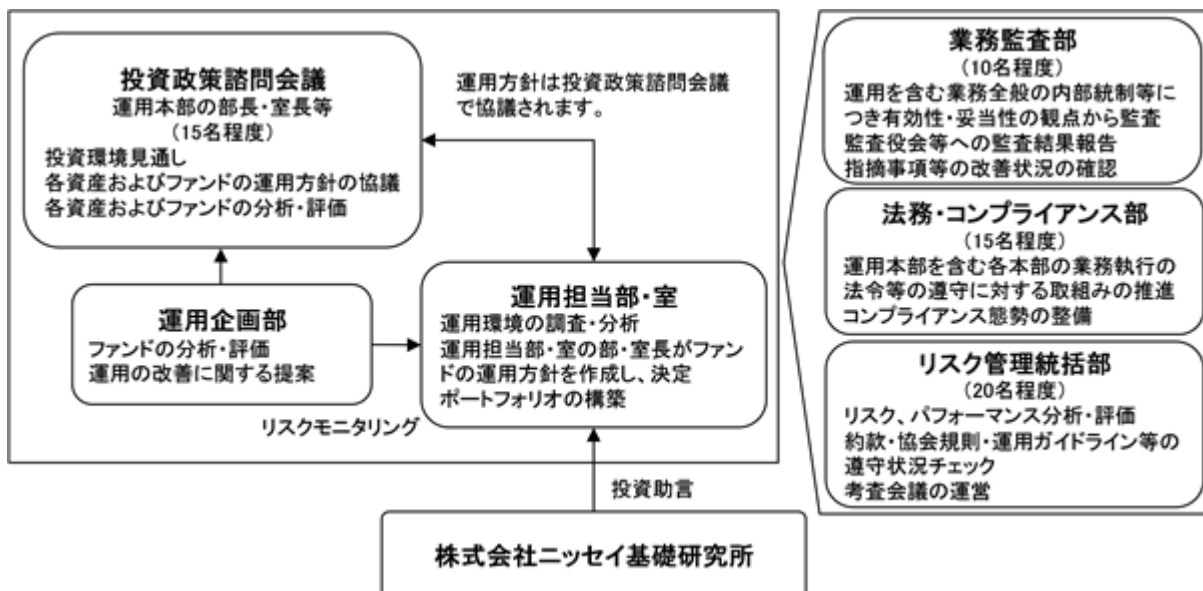 投資政策諮問会議
運用本部の部長・室長等
(15名程度)
投資環境見通し
各資産およびファンドの運用方針の協議
各資産およびファンドの分析・評価
運用方針は投資政策諮問会議
で協議されます。
運用企画部
ファンドの分析・評価
運用の改善に関する提案
リスクモニタリング
運用担当部・室
運用環境の調査・分析
運用担当部・室の部・室長がファン
ドの運用方針を作成し、決定
ポートフォリオの構築
投資助言
株式会社ニッセイ基礎研究所
業務監査部
(10名程度)
運用を含む業務全般の内部統制等に
つき有効性・妥当性の観点から監査
監査役会等への監査結果報告
指摘事項等の改善状況の確認
法務・コンプライアンス部
(15名程度)
運用本部を含む各本部の業務執行の
法令等の遵守に対する取組みの推進
コンプライアンス態勢の整備
リスク管理統括部
(20名程度)
リスク、パフォーマンス分析・評価
約款・協会規則・運用ガイドライン等の
遵守状況チェック
考査会議の運営